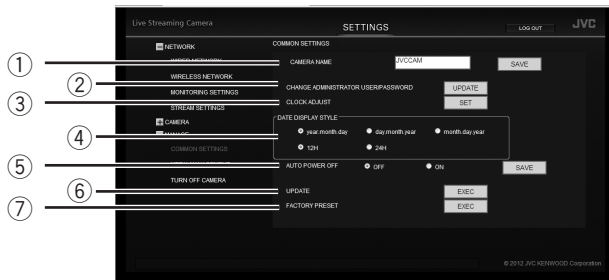 Live Streaming Camera
SETTINGS
LOG OUT
JVC
NETWORK
COMMON SETTINGS
① CAMERA NAME JVCCAM SAVE
WIRELESS NETWORK
② CHANGE ADMINISTRATOR USER/PASSWORD UPDATE
MONITORING SETTINGS
③ CLOCK ADJUST SET
STREAM SETTINGS
DATE DISPLAY STYLE
CAMERA
④ year.month.day day.month.year month.day.year
MANAGE
COMMON SETTINGS
12H 24H
⑤ AUTO POWER OFF OFF ON SAVE
TURN OFF CAMERA
⑥ UPDATE EXEC
⑦ FACTORY PRESET EXEC
© 2012 JVC KENWOOD Corporation